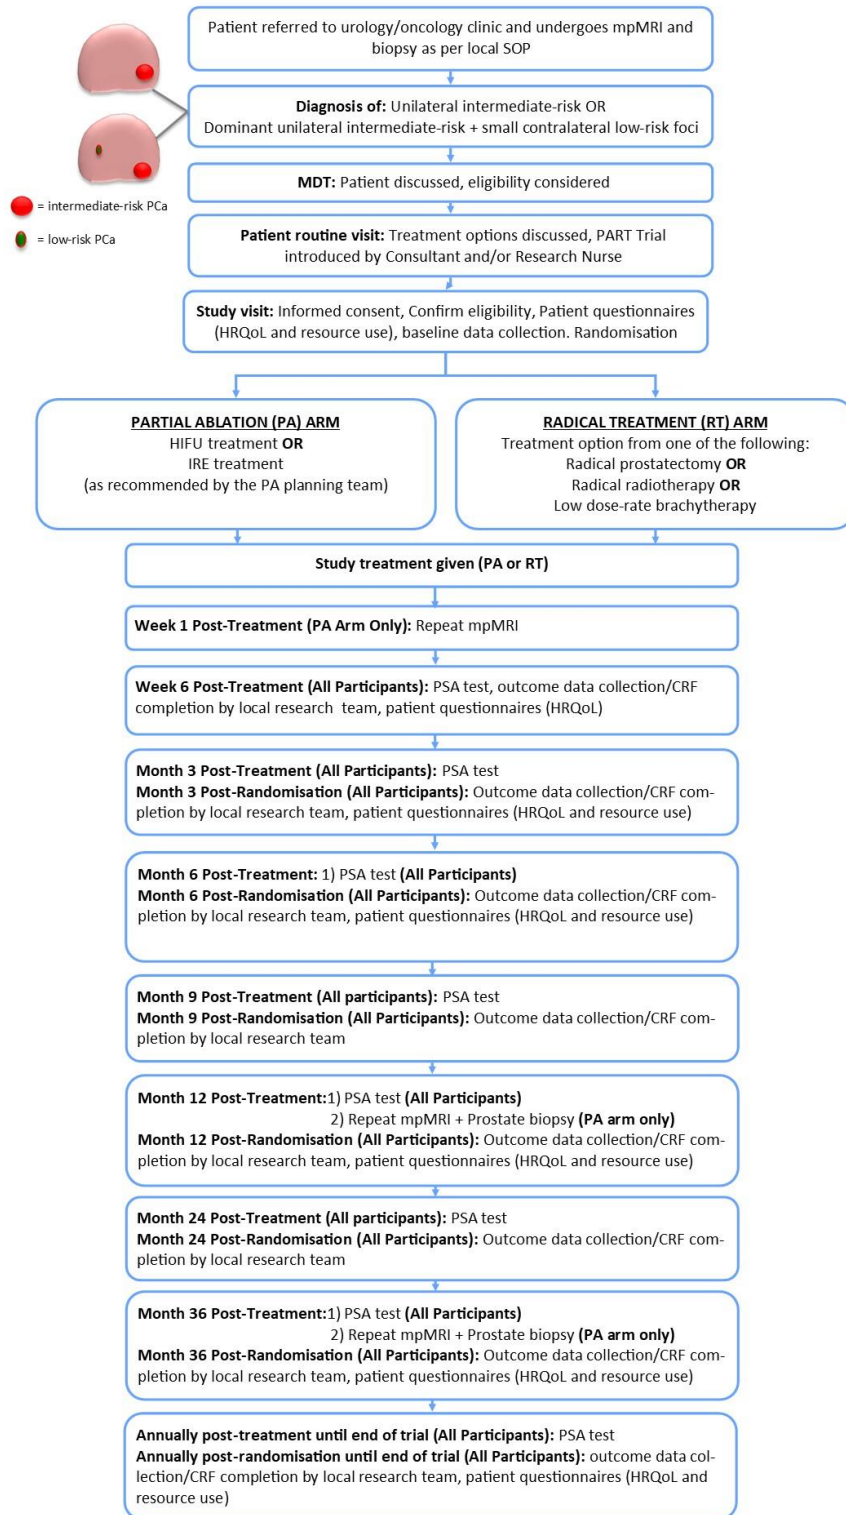 Patient referred to urology/oncology clinic and undergoes mpMRI and
biopsy as per local SOP
Diagnosis of: Unilateral intermediate-risk OR
Dominant unilateral intermediate-risk + small contralateral low-risk foci
= intermediate-risk PCa
= low-risk PCa
MDT: Patient discussed, eligibility considered
Patient routine visit: Treatment options discussed, PART Trial
introduced by Consultant and/or Research Nurse
Study visit: Informed consent, Confirm eligibility, Patient questionnaires
(HRQoL and resource use), baseline data collection. Randomisation
PARTIAL ABLATION (PA) ARM
HIFU treatment OR
IRE treatment
(as recommended by the PA planning team)
RADICAL TREATMENT (RT) ARM
Treatment option from one of the following:
Radical prostatectomy OR
Radical radiotherapy OR
Low dose-rate brachytherapy
Study treatment given (PA or RT)
Week 1 Post-Treatment (PA Arm Only): Repeat mpMRI
Week 6 Post-Treatment (All Participants): PSA test, outcome data collection/CRF
completion by local research team, patient questionnaires (HRQoL)
Month 3 Post-Treatment (All Participants): PSA test
Month 3 Post-Randomisation (All Participants): Outcome data collection/CRF com-
pletion by local research team, patient questionnaires (HRQoL and resource use)
Month 6 Post-Treatment: 1) PSA test (All Participants)
Month 6 Post-Randomisation (All Participants): Outcome data collection/CRF com-
pletion by local research team, patient questionnaires (HRQoL and resource use)
Month 9 Post-Treatment (All participants): PSA test
Month 9 Post-Randomisation (All Participants): Outcome data collection/CRF com-
pletion by local research team
Month 12 Post-Treatment:1) PSA test (All Participants)
2) Repeat mpMRI + Prostate biopsy (PA arm only)
Month 12 Post-Randomisation (All Participants): Outcome data collection/CRF com-
pletion by local research team, patient questionnaires (HRQoL and resource use)
Month 24 Post-Treatment (All participants): PSA test
Month 24 Post-Randomisation (All Participants): Outcome data collection/CRF com-
pletion by local research team
Month 36 Post-Treatment:1) PSA test (All Participants)
2) Repeat mpMRI + Prostate biopsy (PA arm only)
Month 36 Post-Randomisation (All Participants): Outcome data collection/CRF com-
pletion by local research team, patient questionnaires (HRQoL and resource use)
Annually post-treatment until end of trial (All Participants): PSA test
Annually post-randomisation until end of trial (All Participants): outcome data col-
lection/CRF completion by local research team, patient questionnaires (HRQoL and
resource use)